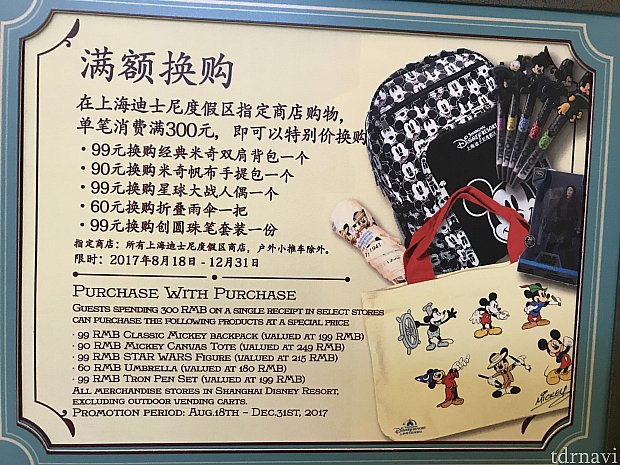 满额换购
在上海迪士尼度假区指定商店购物，
单笔消费满300元，即可以特别价换购
·99元换购经典米奇双肩背包一个
·90元换购米奇帆布手提包一个
·99元换购星球大战人偶一个
·60元换购折叠雨伞一把
·99元换购创圆珠笔套装一份
指定商店：所有上海迪士尼度假区商店，户外小推车除外。
限时：2017年8月18日 - 12月31日
PURCHASE WITH PURCHASE
GUESTS SPENDING 300 RMB ON A SINGLE RECEIPT IN SELECT STORES
CAN PURCHASE THE FOLLOWING PRODUCTS AT A SPECIAL PRICE
· 99 RMB CLASSIC MICKEY BACKPACK (VALUED AT 199 RMB)
· 90 RMB MICKEY CANVAS TOTE (VALUED AT 249 RMB)
· 99 RMB STAR WARS FIGURE (VALUED AT 215 RMB)
· 60 RMB UMBRELLA (VALUED AT 180 RMB)
· 99 RMB TRON PEN SET (VALUED AT 199 RMB)
ALL MERCHANDISE STORES IN SHANGHAI DISNEY RESORT,
EXCLUDING OUTDOOR VENDING CARTS.
PROMOTION PERIOD: AUG.18TH - DEC.31ST, 2017
MICKEY
tdrnavi